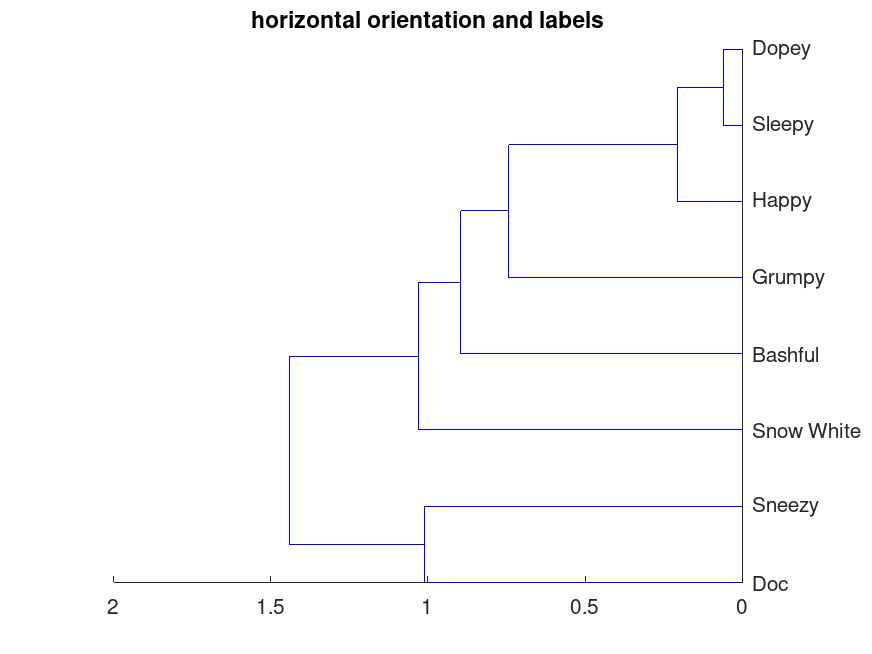 horizontal orientation and labels
Dopey
Sleepy
Happy
Grumpy
Bashful
Snow White
Sneezy
Doc
2 1.5 1 0.5 0